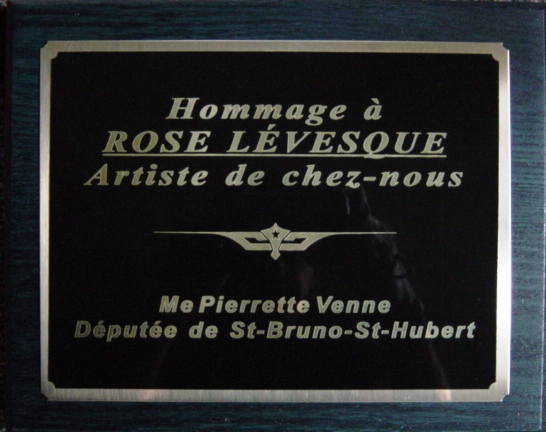 Hommage à
ROSE LÉVESQUE
Artiste de chez-nous
Me Pierrette Venne
Députée de St-Bruno-St-Hubert